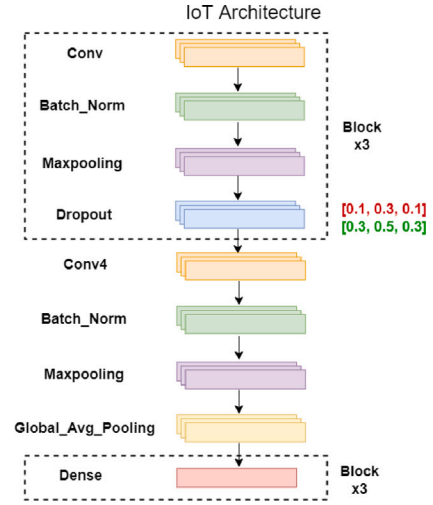 IoT Architecture
Conv
Batch_Norm
Block
x3
Maxpooling
Dropout
[0.1, 0.3, 0.1]
[0.3, 0.5, 0.3]
Conv4
Batch_Norm
Maxpooling
Global_Avg_Pooling
Dense
Block
x3